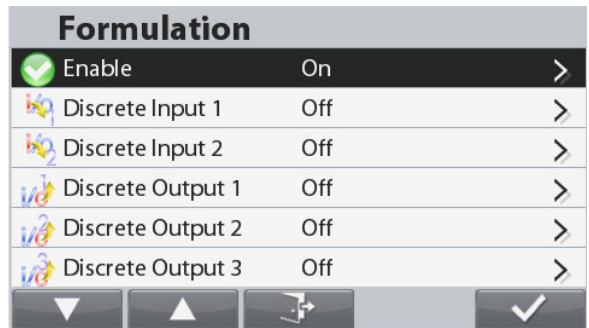 Formulation
Enable On
Discrete Input 1 Off
Discrete Input 2 Off
Discrete Output 1 Off
Discrete Output 2 Off
Discrete Output 3 Off